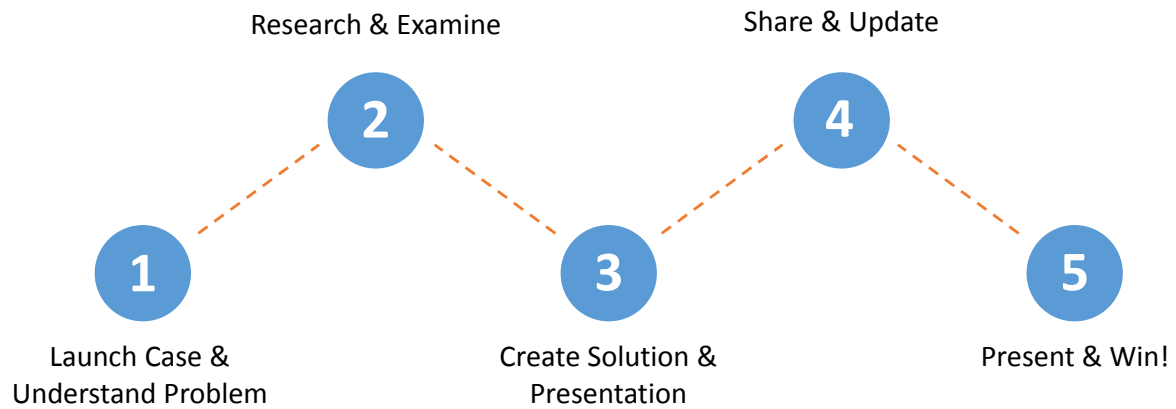 Research & Examine
Share & Update
2
4
1
3
5
Launch Case &
Understand Problem
Create Solution &
Presentation
Present & Win!